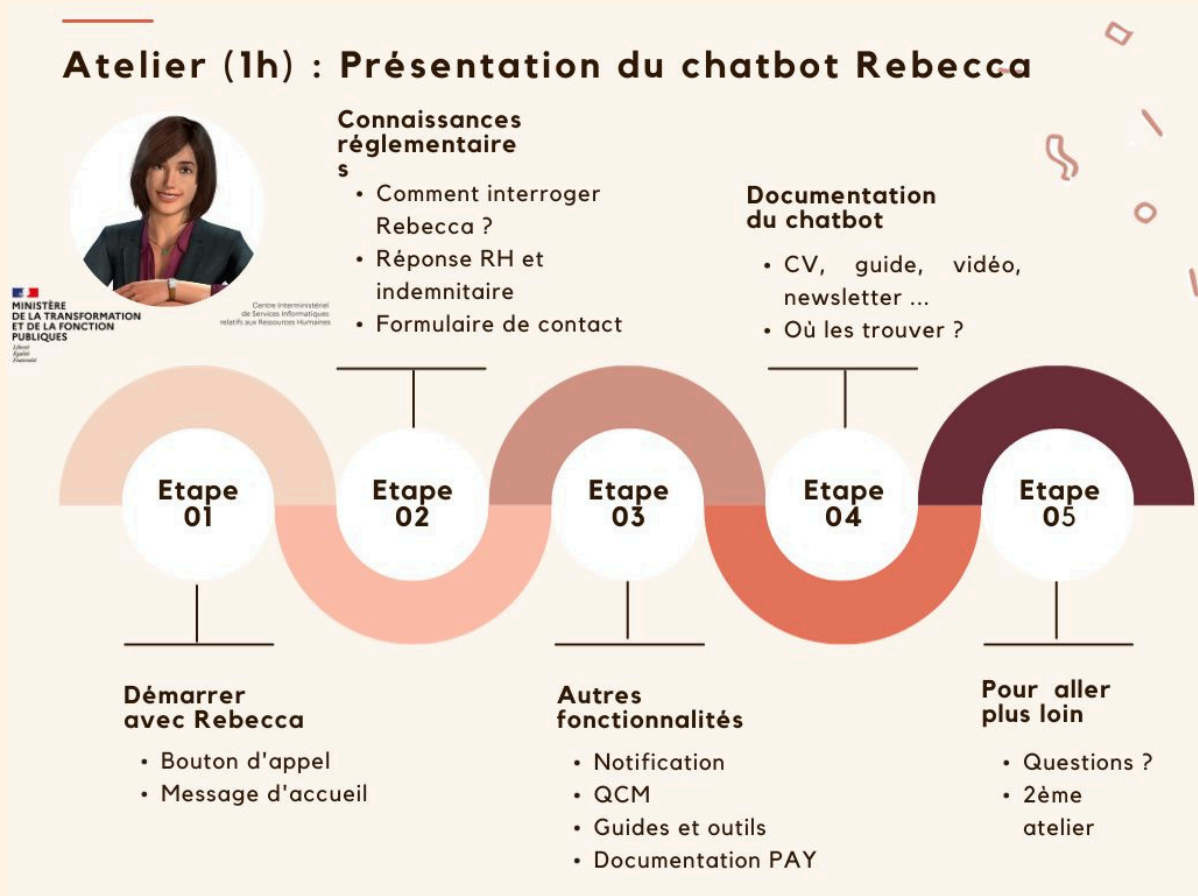 Atelier (1h) : Présentation du chatbot Rebecca
MINISTÈRE
DE LA TRANSFORMATION
ET DE LA FONCTION
PUBLIQUES
Liberté
Égalité
Fraternité
Centre Interministériel
de Services Informatiques
relatifs aux Ressources Humaines
Connaissances
réglementaire
s
• Comment interroger
Rebecca ?
• Réponse RH et
indemnitaire
• Formulaire de contact
Documentation
du chatbot
• CV, guide, vidéo,
newsletter ...
• Où les trouver ?
Etape
01
Etape
02
Etape
03
Etape
04
Etape
05
Démarrer
avec Rebecca
• Bouton d'appel
• Message d'accueil
Autres
fonctionnalités
• Notification
• QCM
• Guides et outils
• Documentation PAY
Pour aller
plus loin
• Questions ?
• 2ème
atelier